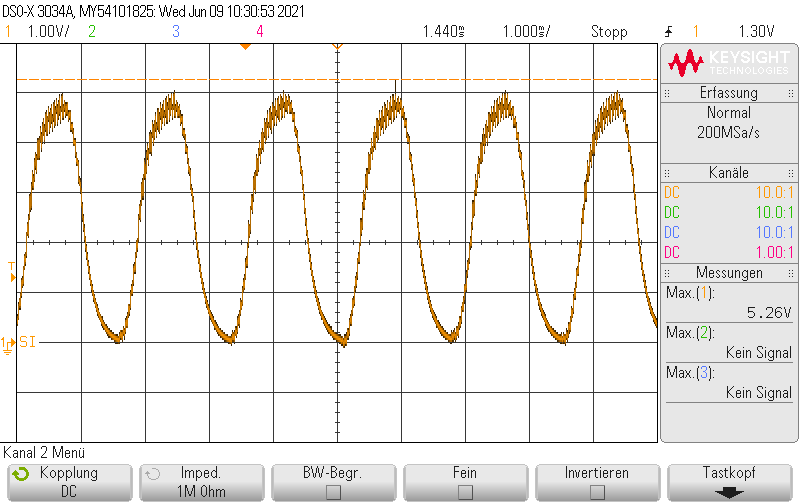 DSO-X 3034A, MY54101825: Wed Jun 09 10:30:53 2021
1 1.00V/ 2 3 4 1.440s 1.000s/ Stopp 1 1.30V
KEYSIGHT
TECHNOLOGIES
Erfassung
Normal
200MSa/s
Kanäle
DC 10.0:1
DC 10.0:1
DC 10.0:1
DC 1.00:1
Messungen
Max.(1):
5.26V
Max.(2):
Kein Signal
Max.(3):
Kein Signal
T
1 SI
Kanal 2 Menü
Kopplung
DC
Imped.
1M Ohm
BW-Begr.
Fein
Invertieren
Tastkopf